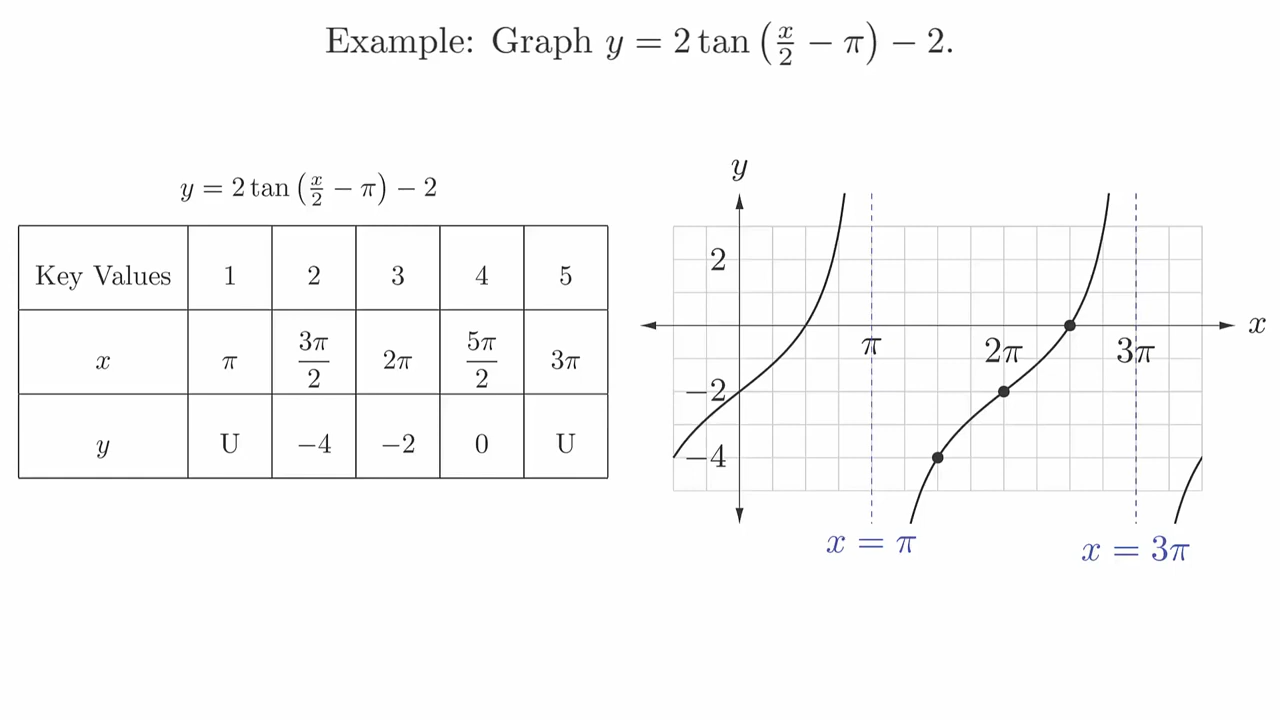 Example: Graph y = 2 tan (x/2 − π) − 2.
y = 2 tan (x/2 − π) − 2
Key Values 1 2 3 4 5
x π 3π/2 2π 5π/2 3π
y U −4 −2 0 U
y
2
x
π 2π 3π
−2
−4
x = π x = 3π